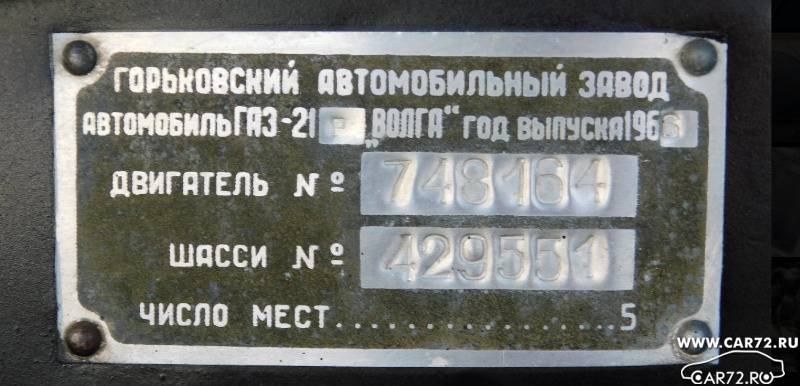 ГОРЬКОВСКИЙ АВТОМОБИЛЬНЫЙ ЗАВОД
АВТОМОБИЛЬ ГАЗ-21 Р „ВОЛГА“ ГОД ВЫПУСКА 1966
ДВИГАТЕЛЬ № 748164
ШАССИ № 429551
ЧИСЛО МЕСТ.................5
WWW.CAR72.RU
CAR72.RU